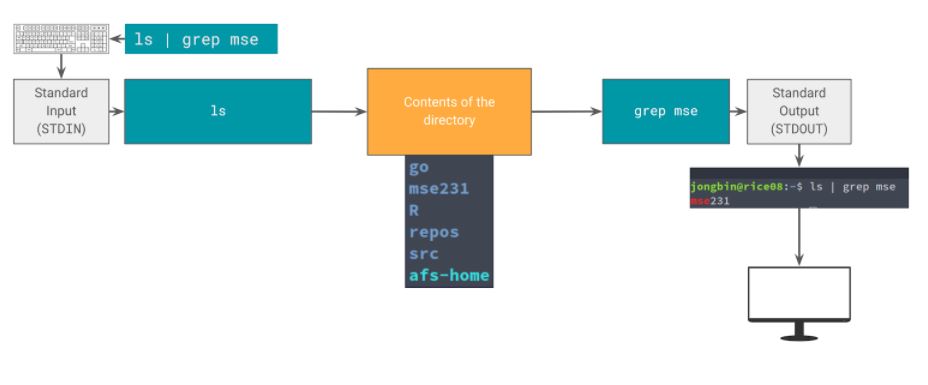 ls | grep mse
Standard
Input
(STDIN)
ls
Contents of the
directory
go
mse231
R
repos
src
afs-home
grep mse
Standard
Output
(STDOUT)
jongbin@rice08:~$ ls | grep mse
mse231